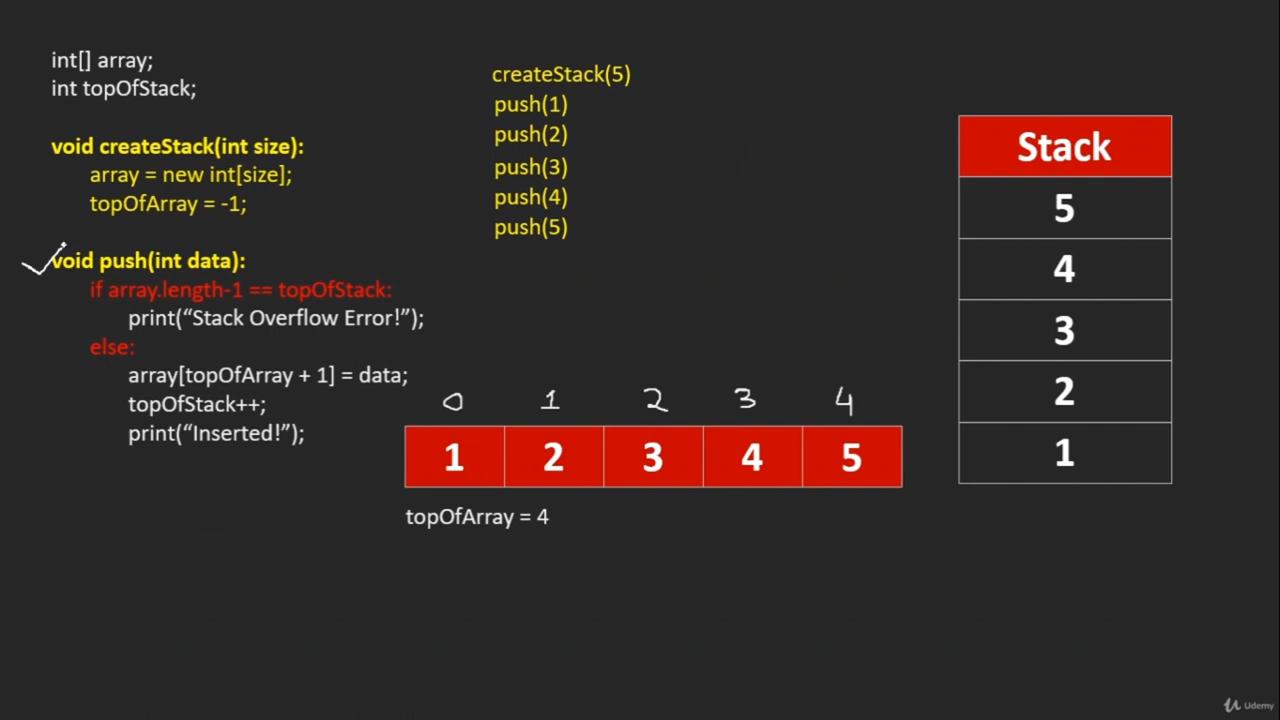 int[] array;
int topOfStack;
void createStack(int size):
array = new int[size];
topOfArray = -1;
void push(int data):
if array.length-1 == topOfStack:
print(“Stack Overflow Error!”);
else:
array[topOfArray + 1] = data;
topOfStack++;
print(“Inserted!”);
createStack(5)
push(1)
push(2)
push(3)
push(4)
push(5)
0 1 2 3 4
1 2 3 4 5
topOfArray = 4
Stack
5
4
3
2
1
Udemy